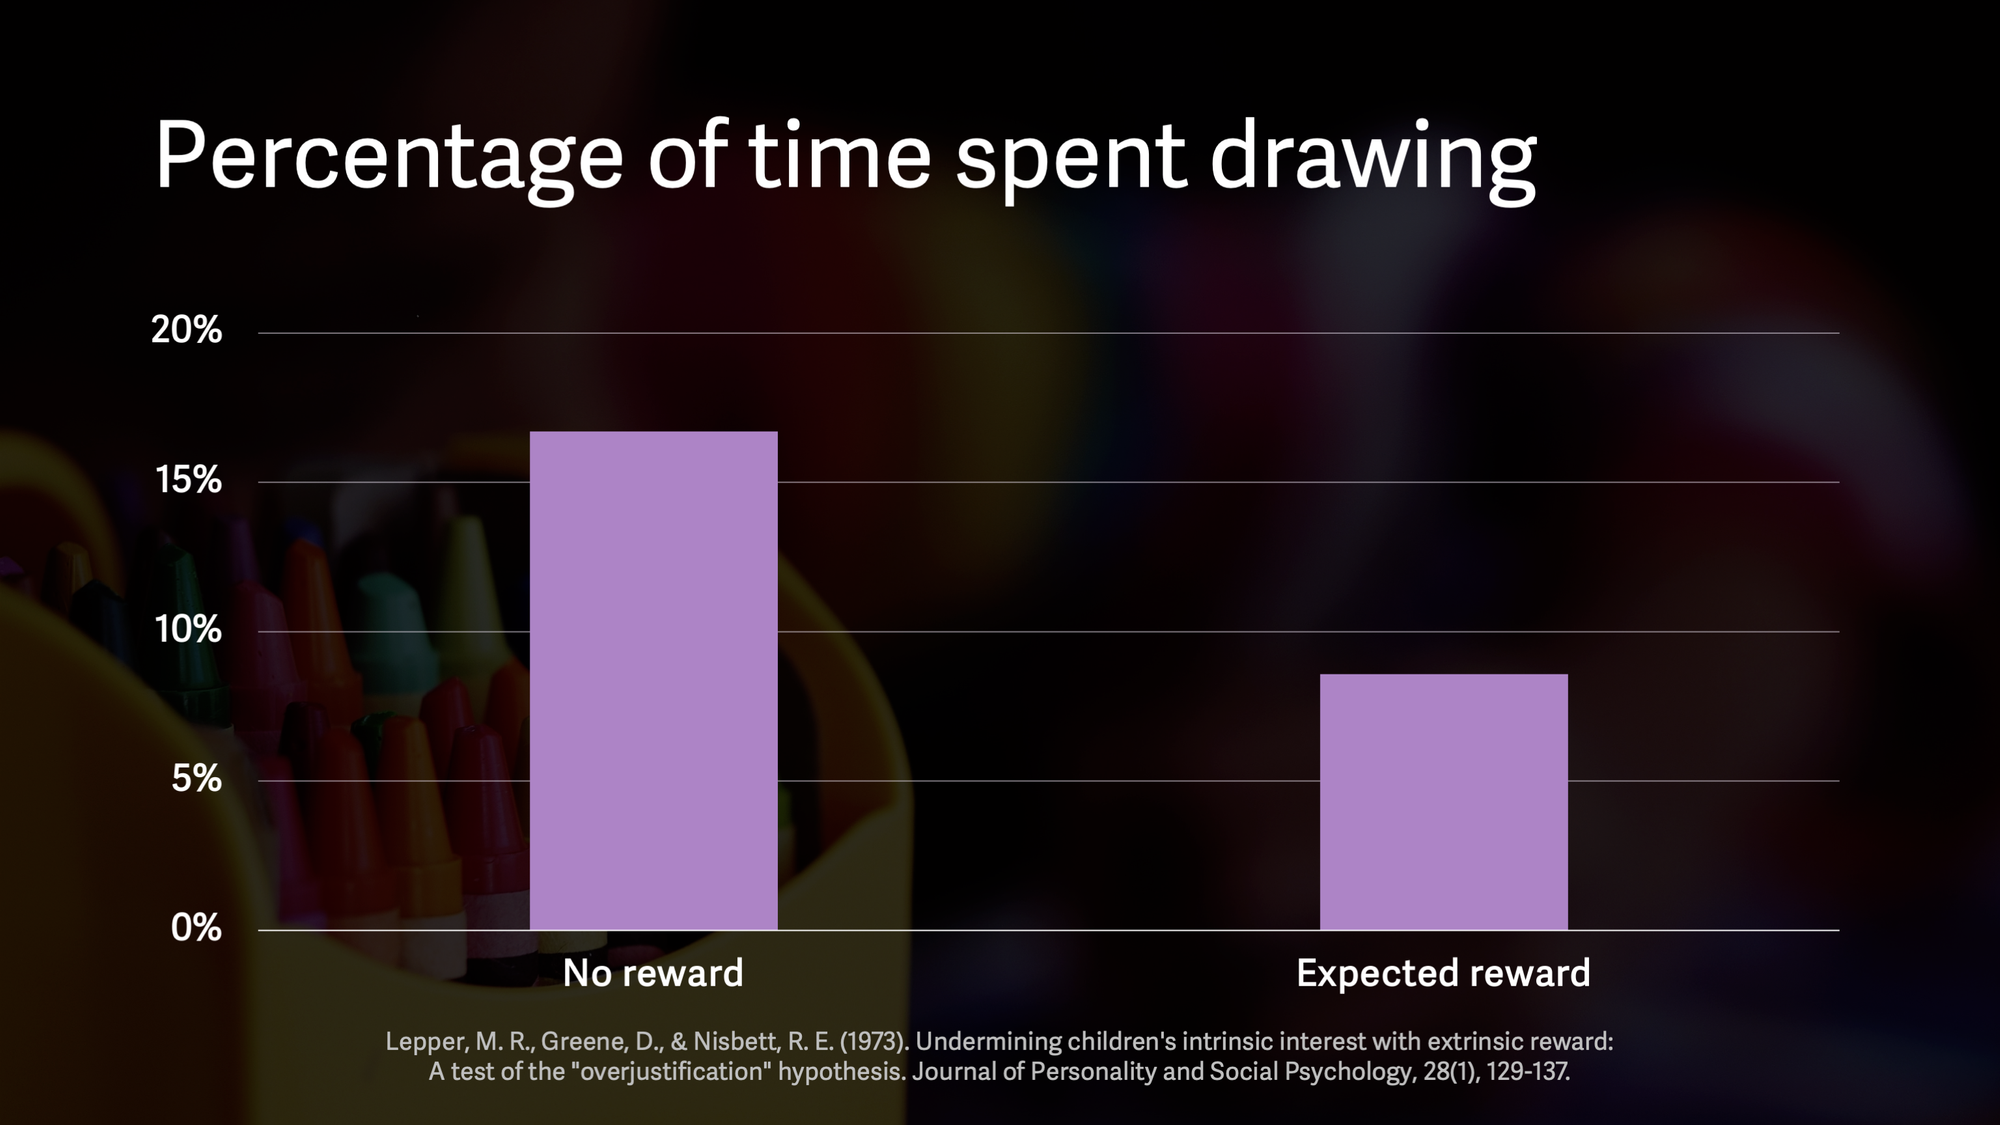 Percentage of time spent drawing
20%
15%
10%
5%
0%
No reward
Expected reward
Lepper, M. R., Greene, D., & Nisbett, R. E. (1973). Undermining children's intrinsic interest with extrinsic reward:
A test of the "overjustification" hypothesis. Journal of Personality and Social Psychology, 28(1), 129-137.